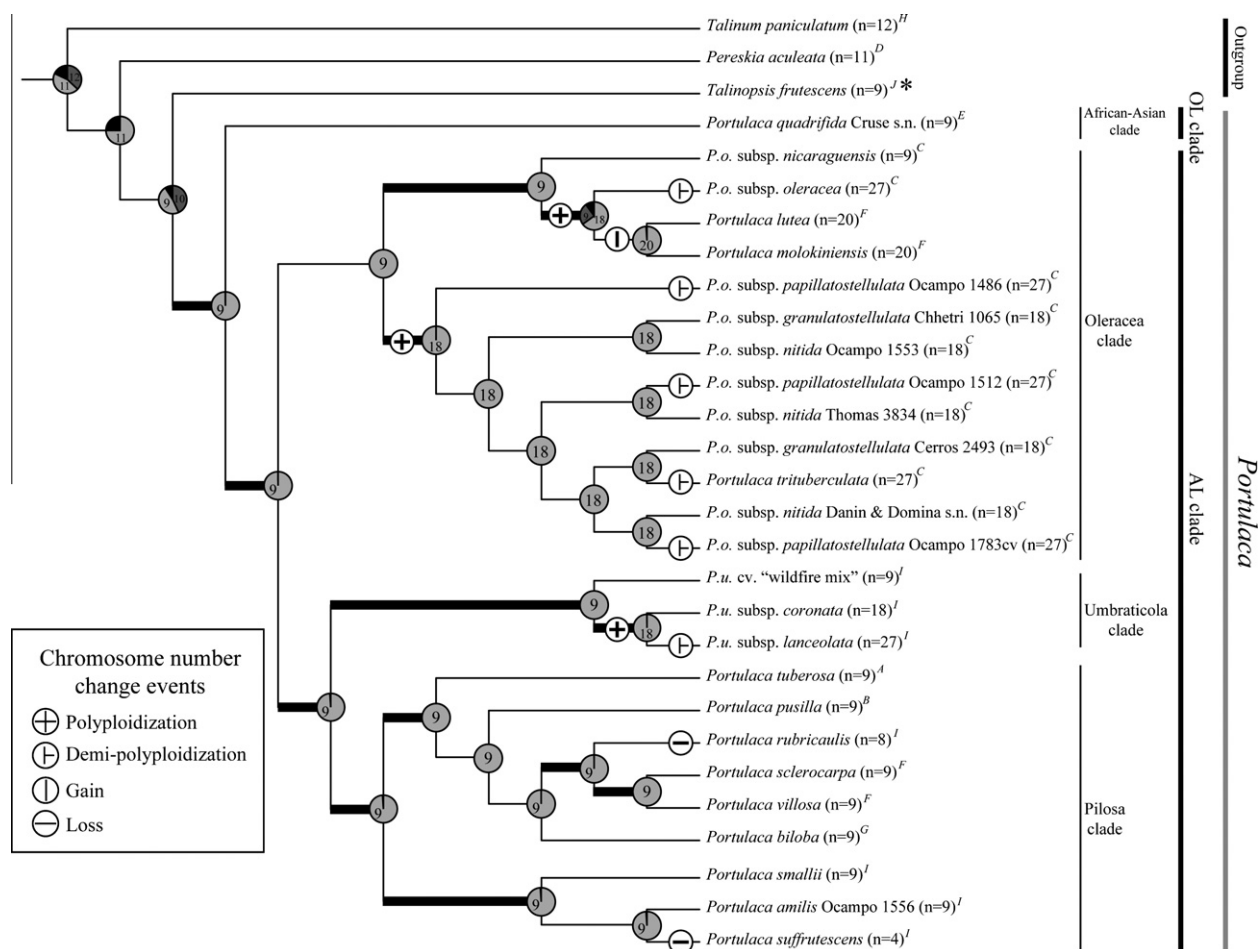 Talinum paniculatum (n=12)H
Pereskia aculeata (n=11)D
Talinopsis frutescens (n=9)J*
Portulaca quadrifida Cruse s.n. (n=9)E
P.o. subsp. nicaraguensis (n=9)C
P.o. subsp. oleracea (n=27)C
Portulaca lutea (n=20)F
Portulaca molokiniensis (n=20)F
P.o. subsp. papillatostellulata Ocampo 1486 (n=27)C
P.o. subsp. granulatostellulata Chhetri 1065 (n=18)C
P.o. subsp. nitida Ocampo 1553 (n=18)C
P.o. subsp. papillatostellulata Ocampo 1512 (n=27)C
P.o. subsp. nitida Thomas 3834 (n=18)C
P.o. subsp. granulatostellulata Cerros 2493 (n=18)C
Portulaca trituberculata (n=27)C
P.o. subsp. nitida Danin & Domina s.n. (n=18)C
P.o. subsp. papillatostellulata Ocampo 1783cv (n=27)C
P.u. cv. "wildfire mix" (n=9)I
P.u. subsp. coronata (n=18)I
P.u. subsp. lanceolata (n=27)I
Portulaca tuberosa (n=9)A
Portulaca pusilla (n=9)B
Portulaca rubricaulis (n=8)I
Portulaca sclerocarpa (n=9)F
Portulaca villosa (n=9)F
Portulaca biloba (n=9)G
Portulaca smallii (n=9)I
Portulaca amilis Ocampo 1556 (n=9)I
Portulaca suffrutescens (n=4)I
Outgroup
African-Asian
clade
OL clade
Oleracea
clade
Umbraticola
clade
Pilosa
clade
AL clade
Portulaca
12
11
11
10
9
9
9
9
9
9
18
20
18
18
18
18
18
18
18
18
9
18
9
9
9
9
9
9
9
9
9
Chromosome number
change events
Polyploidization
Demi-polyploidization
Gain
Loss